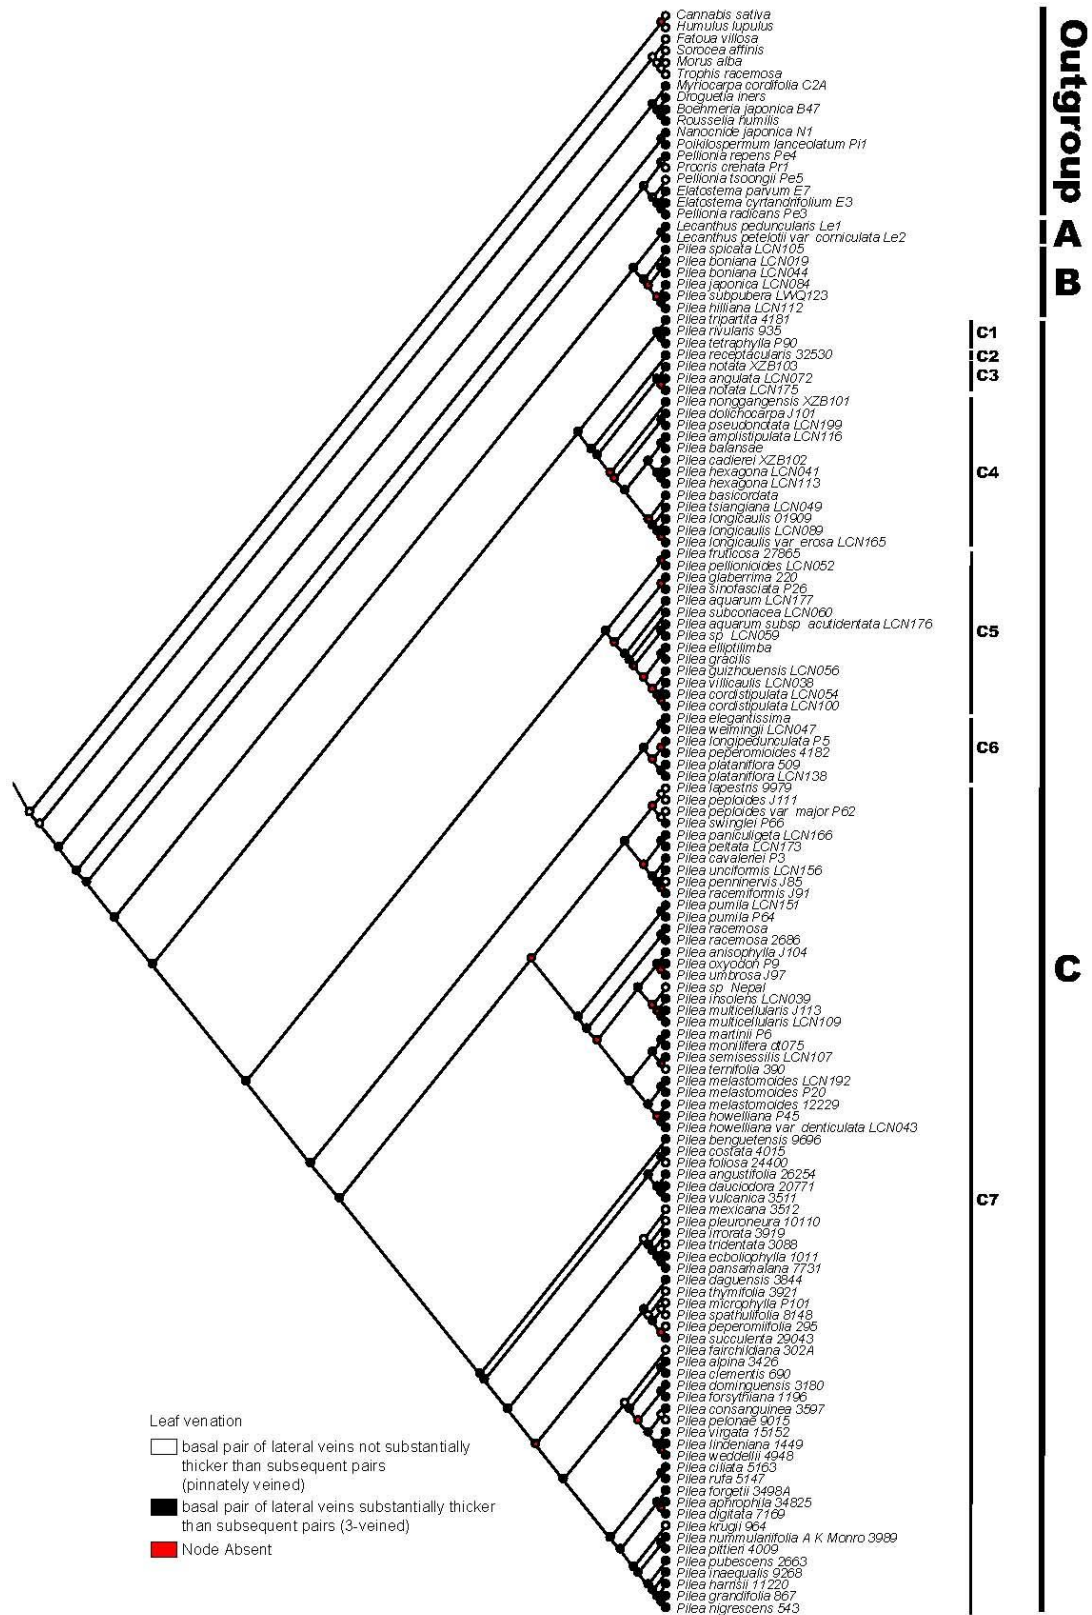 Cannabis sativa
Humulus lupulus
Fatoua villosa
Sorocea affinis
Morus alba
Trophis racemosa
Myriocarpa cordifolia C2A
Droguetia iners
Boehmeria japonica B47
Rousselia humilis
Nanocnide japonica N1
Poikilospermum lanceolatum Pi1
Pellionia repens Pe4
Procris crenata Pr1
Pellionia tsoongii Pe5
Elatostema parvum E7
Elatostema cyrtandrifolium E3
Pellionia radicans Pe3
Outgroup
Lecanthus peduncularis Le1
Lecanthus petelotii var corniculata Le2
A
Pilea spicata LCN105
Pilea boniana LCN019
Pilea boniana LCN044
Pilea japonica LCN084
Pilea subpubera LWQ123
Pilea hilliana LCN112
B
Pilea tripartita 4181
Pilea rivularis 935
Pilea tetraphylla P90
C1
Pilea receptacularis 32530
C2
Pilea notata XZB103
Pilea angulata LCN072
Pilea notata LCN175
C3
Pilea nonggangensis XZB101
Pilea dolichocarpa J101
Pilea pseudonotata LCN199
Pilea amplistipulata LCN116
Pilea balansae
Pilea cadierei XZB102
Pilea hexagona LCN041
Pilea hexagona LCN113
Pilea basicordata
Pilea tsiangiana LCN049
Pilea longicaulis 01909
Pilea longicaulis LCN089
Pilea longicaulis var erosa LCN165
C4
Pilea fruticosa 27865
Pilea pellionioides LCN052
Pilea glaberrima 220
Pilea sinofasciata P26
Pilea aquarum LCN177
Pilea subcoriacea LCN060
Pilea aquarum subsp acutidentata LCN176
Pilea sp LCN059
Pilea elliptilimba
Pilea gracilis
Pilea guizhouensis LCN056
Pilea villicaulis LCN038
Pilea cordistipulata LCN054
Pilea cordistipulata LCN100
C5
Pilea elegantissima
Pilea weimingii LCN047
Pilea longipedunculata P5
Pilea peperomioides 4182
Pilea plataniflora 509
Pilea plataniflora LCN138
C6
Pilea lapestris 9979
Pilea peploides J111
Pilea peploides var major P62
Pilea swinglei P66
Pilea paniculigeta LCN166
Pilea peltata LCN173
Pilea cavaleriei P3
Pilea unciformis LCN156
Pilea penninervis J85
Pilea racemiformis J91
Pilea pumila LCN151
Pilea pumila P64
Pilea racemosa
Pilea racemosa 2686
Pilea anisophylla J104
Pilea oxyodon P9
Pilea umbrosa J97
Pilea sp Nepal
Pilea insolens LCN039
Pilea multicellularis J113
Pilea multicellularis LCN109
Pilea martinii P6
Pilea monilifera dt075
Pilea semisessilis LCN107
Pilea ternifolia 390
Pilea melastomoides LCN192
Pilea melastomoides P20
Pilea melastomoides 12229
Pilea howelliana P45
Pilea howelliana var denticulata LCN043
Pilea benguetensis 9696
Pilea costata 4015
Pilea foliosa 24400
Pilea angustifolia 26254
Pilea dauciodora 20771
Pilea vulcanica 3511
Pilea mexicana 3512
Pilea pleuroneura 10110
Pilea irrorata 3919
Pilea tridentata 3088
Pilea ecboliophylla 1011
Pilea pansamalana 7731
Pilea daguensis 3844
Pilea thymifolia 3921
Pilea microphylla P101
Pilea spathulifolia 8148
Pilea peperomiifolia 295
Pilea succulenta 29043
Pilea fairchildiana 302A
Pilea alpina 3426
Pilea clementis 690
Pilea dominguensis 3180
Pilea forsythiana 1196
Pilea consanguinea 3597
Pilea pelonae 9015
Pilea virgata 15152
Pilea lindeniana 1449
Pilea weddellii 4948
Pilea ciliata 5163
Pilea rufa 5147
Pilea forgetii 3498A
Pilea aphrophila 34825
Pilea digitata 7169
Pilea krugii 964
Pilea nummulariifolia A K Monro 3989
Pilea pittieri 4009
Pilea pubescens 2663
Pilea inaequalis 9268
Pilea harrisii 11220
Pilea grandifolia 867
Pilea nigrescens 543
C7
C
Leaf venation
basal pair of lateral veins not substantially
thicker than subsequent pairs
(pinnately veined)
basal pair of lateral veins substantially thicker
than subsequent pairs (3-veined)
Node Absent